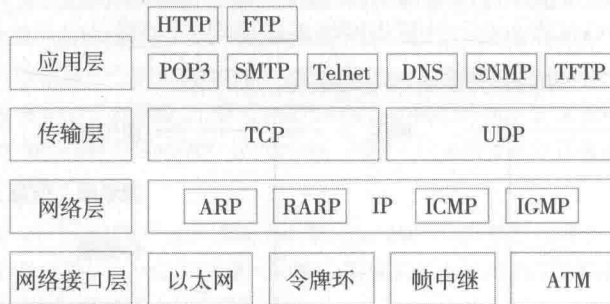 HTTP FTP
应用层 POP3 SMTP Telnet DNS SNMP TFTP
传输层 TCP UDP
网络层 ARP RARP IP ICMP IGMP
网络接口层 以太网 令牌环 帧中继 ATM